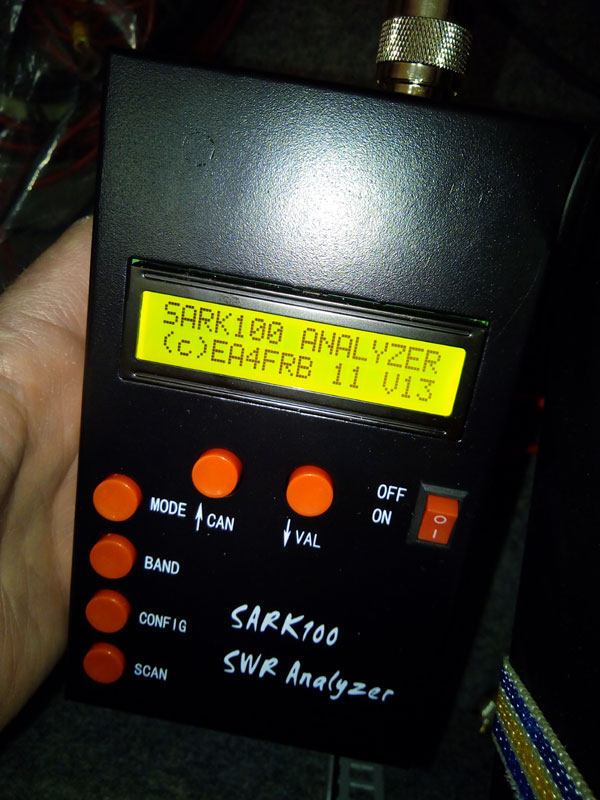 SARK100 ANALYZER
(c)EA4FRB 11 V13
MODE
↑CAN
↓VAL
OFF
ON
O
I
BAND
CONFIG
SCAN
SARK100
SWR Analyzer